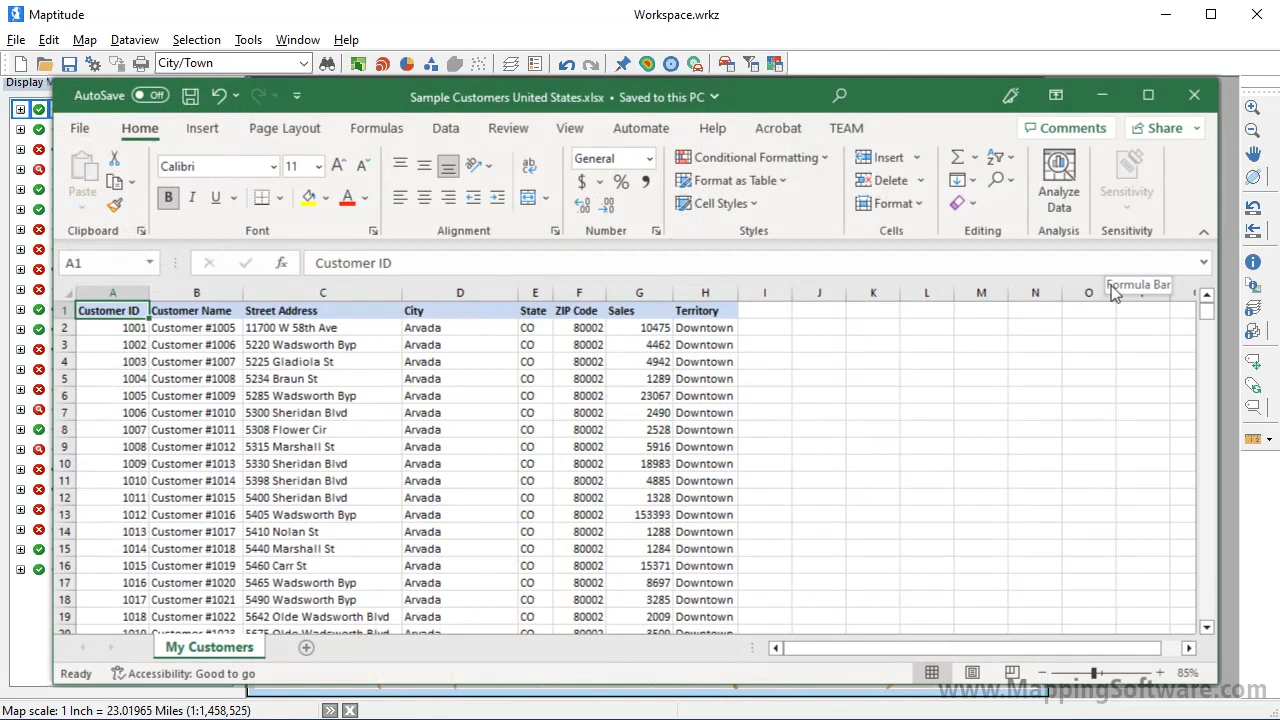 Maptitude Workspace.wrkz
File Edit Map Dataview Selection Tools Window Help
City/Town
Display M
AutoSave Off Sample Customers United States.xlsx • Saved to this PC
File Home Insert Page Layout Formulas Data Review View Automate Help Acrobat TEAM Comments Share
Paste Calibri 11 A A ab General Conditional Formatting Insert Analyze Data Sensitivity
B I U A $ % 9 Format as Table Delete
Cell Styles Format
Clipboard Font Alignment Number Styles Cells Editing Analysis Sensitivity
A1 fx Customer ID
Formula Bar
A B C D E F G H I J K L M N O
1 Customer ID Customer Name Street Address City State ZIP Code Sales Territory
2 1001 Customer #1005 11700 W 58th Ave Arvada CO 80002 10475 Downtown
3 1002 Customer #1006 5220 Wadsworth Byp Arvada CO 80002 4462 Downtown
4 1003 Customer #1007 5225 Gladiola St Arvada CO 80002 4942 Downtown
5 1004 Customer #1008 5234 Braun St Arvada CO 80002 1289 Downtown
6 1005 Customer #1009 5285 Wadsworth Byp Arvada CO 80002 23067 Downtown
7 1006 Customer #1010 5300 Sheridan Blvd Arvada CO 80002 2490 Downtown
8 1007 Customer #1011 5308 Flower Cir Arvada CO 80002 2528 Downtown
9 1008 Customer #1012 5315 Marshall St Arvada CO 80002 5916 Downtown
10 1009 Customer #1013 5330 Sheridan Blvd Arvada CO 80002 18983 Downtown
11 1010 Customer #1014 5398 Sheridan Blvd Arvada CO 80002 4885 Downtown
12 1011 Customer #1015 5400 Sheridan Blvd Arvada CO 80002 1328 Downtown
13 1012 Customer #1016 5405 Wadsworth Byp Arvada CO 80002 153393 Downtown
14 1013 Customer #1017 5410 Nolan St Arvada CO 80002 1288 Downtown
15 1014 Customer #1018 5440 Marshall St Arvada CO 80002 1284 Downtown
16 1015 Customer #1019 5460 Carr St Arvada CO 80002 15371 Downtown
17 1016 Customer #1020 5465 Wadsworth Byp Arvada CO 80002 8697 Downtown
18 1017 Customer #1021 5490 Wadsworth Byp Arvada CO 80002 3285 Downtown
19 1018 Customer #1022 5642 Olde Wadsworth Blvd Arvada CO 80002 2009 Downtown
20 1019 Customer #1023 5675 Olde Wadsworth Blvd Arvada CO 80002 Downtown
My Customers
Ready Accessibility: Good to go 85%
www.MappingSoftware.com
Map scale: 1 Inch = 23.01965 Miles (1:1,458,525)